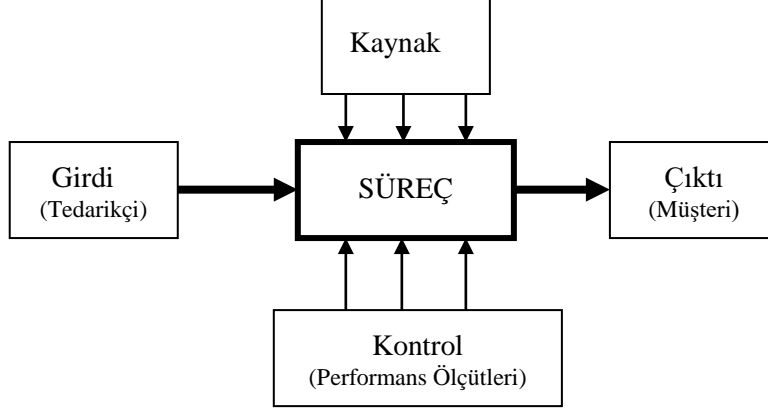 Kaynak
Girdi
(Tedarikçi)
SÜREÇ
Çıktı
(Müşteri)
Kontrol
(Performans Ölçütleri)